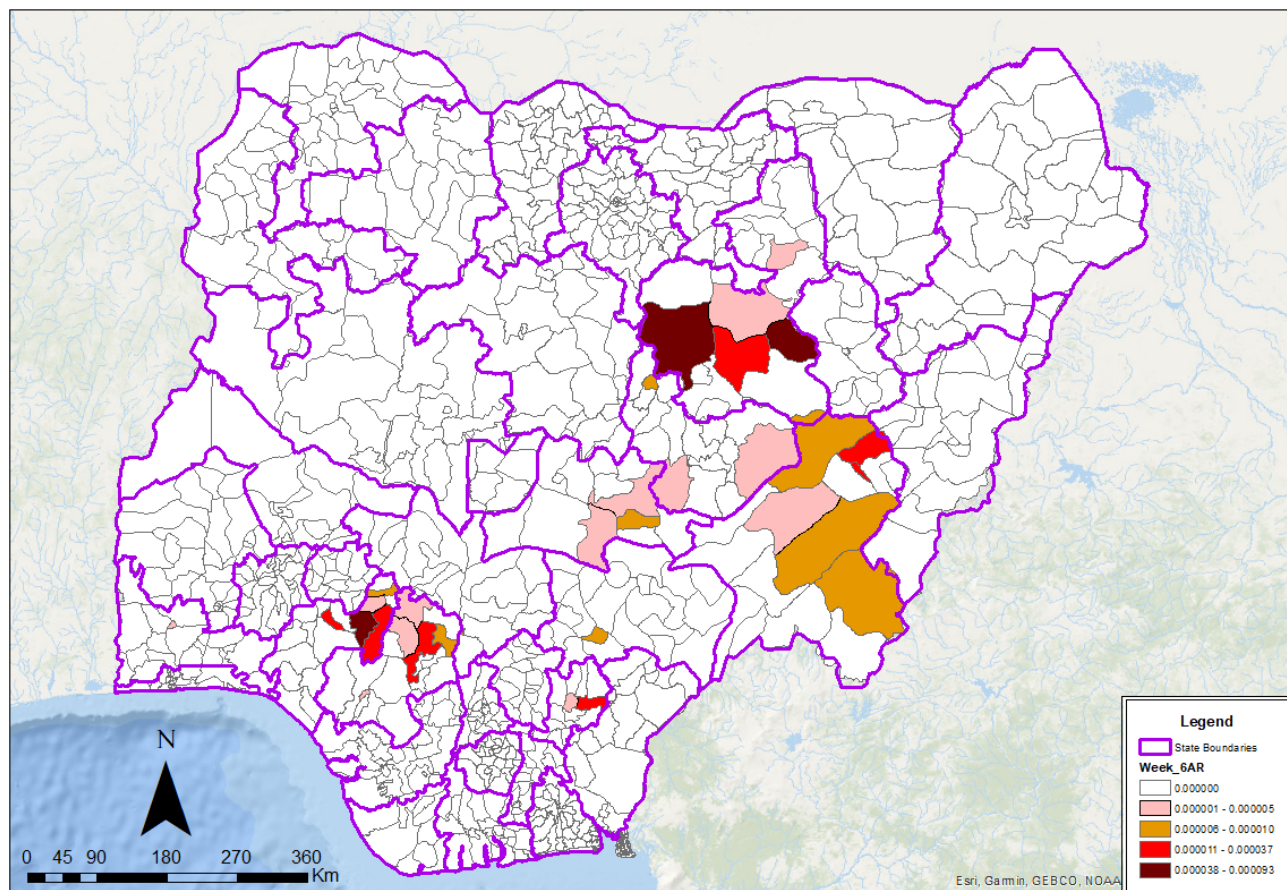 N
0 45 90 180 270 360
Km
Legend
State Boundaries
Week_6AR
0.000000
0.000001 - 0.000005
0.000006 - 0.000010
0.000011 - 0.000037
0.000038 - 0.000093
Esri, Garmin, GEBCO, NOAA